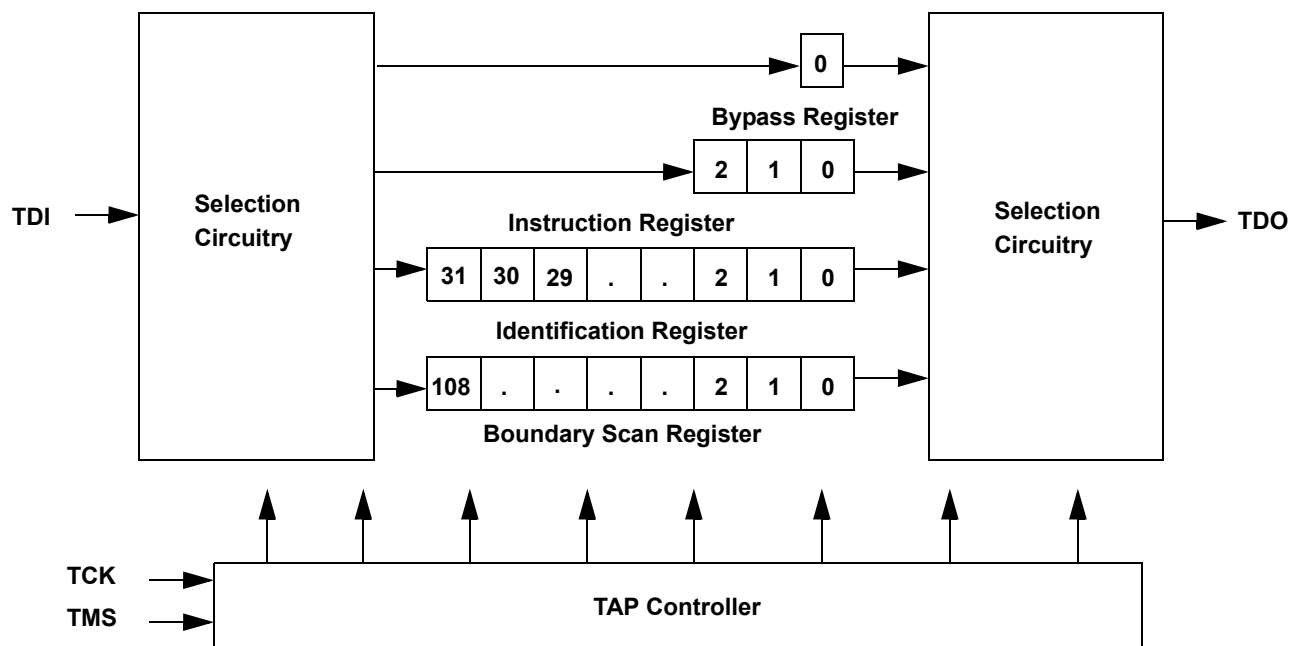 0
Bypass Register
2 1 0
TDI
Selection
Circuitry
Selection
Circuitry
TDO
Instruction Register
31 30 29 . . 2 1 0
Identification Register
108 . . . . 2 1 0
Boundary Scan Register
TCK
TMS
TAP Controller